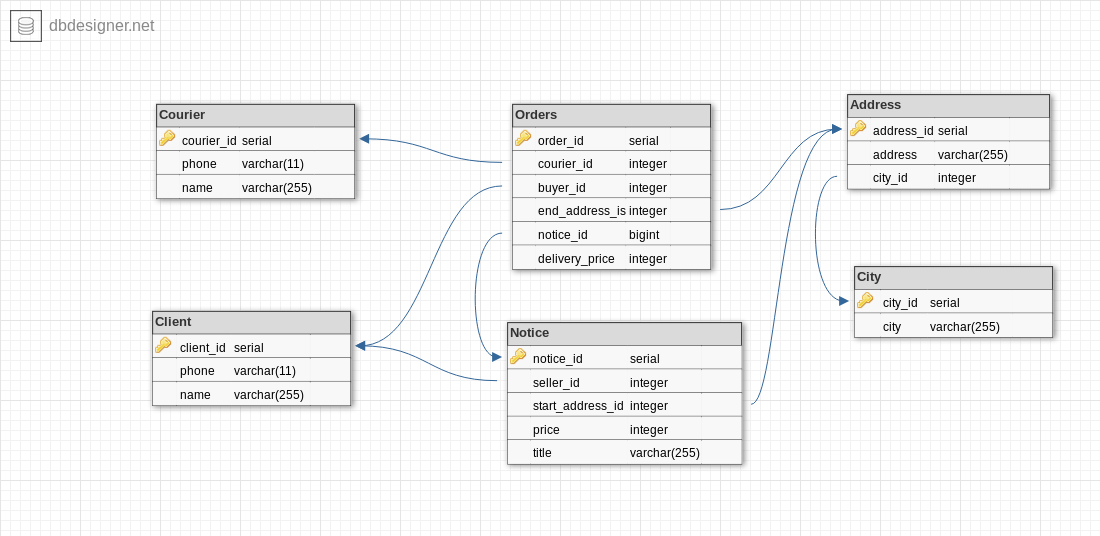 dbdesigner.net
Courier
courier_id serial
phone varchar(11)
name varchar(255)
Orders
order_id serial
courier_id integer
buyer_id integer
end_address_is integer
notice_id bigint
delivery_price integer
Address
address_id serial
address varchar(255)
city_id integer
City
city_id serial
city varchar(255)
Client
client_id serial
phone varchar(11)
name varchar(255)
Notice
notice_id serial
seller_id integer
start_address_id integer
price integer
title varchar(255)